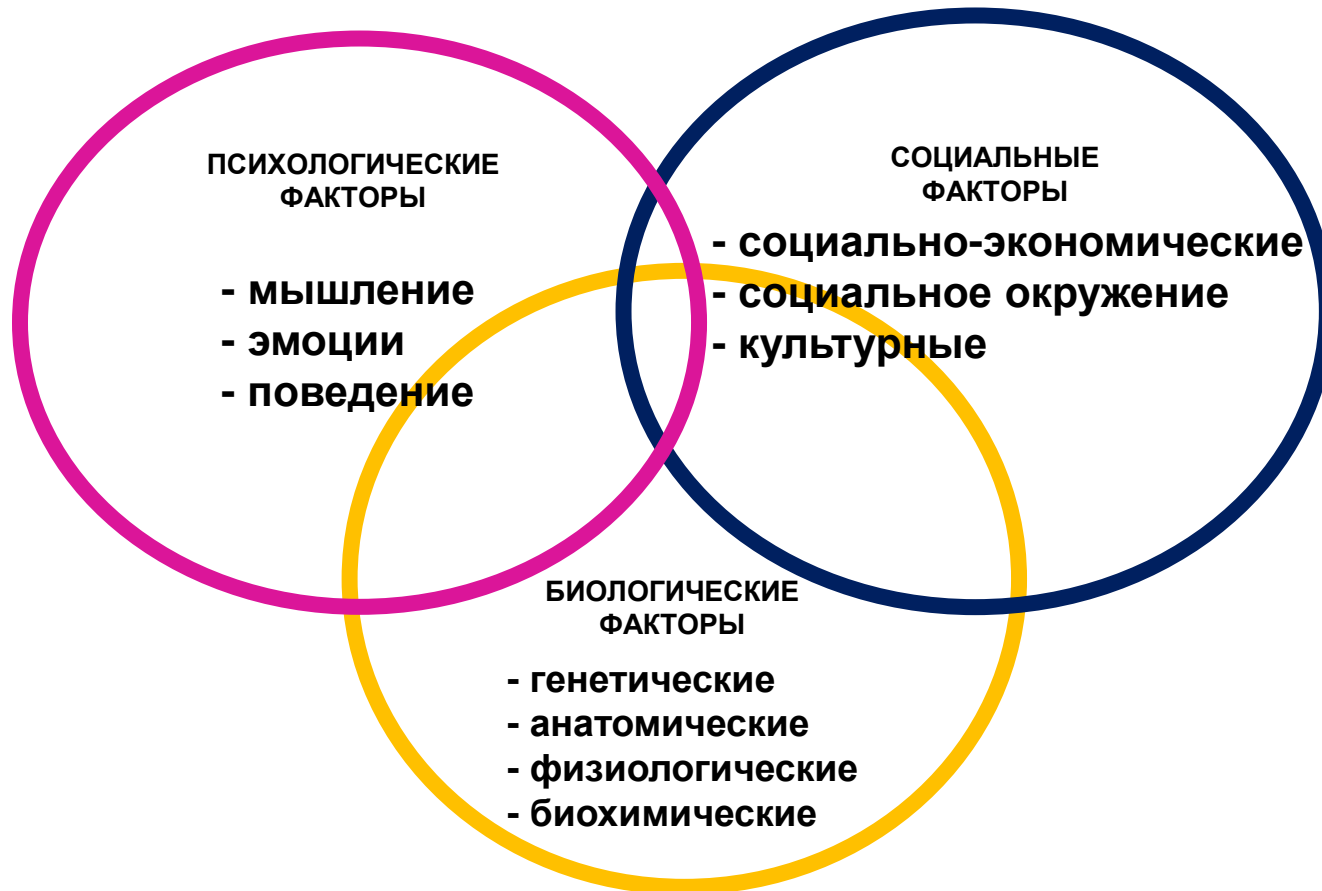 ПСИХОЛОГИЧЕСКИЕ
ФАКТОРЫ
- мышление
- эмоции
- поведение
СОЦИАЛЬНЫЕ
ФАКТОРЫ
- социально-экономические
- социальное окружение
- культурные
БИОЛОГИЧЕСКИЕ
ФАКТОРЫ
- генетические
- анатомические
- физиологические
- биохимические